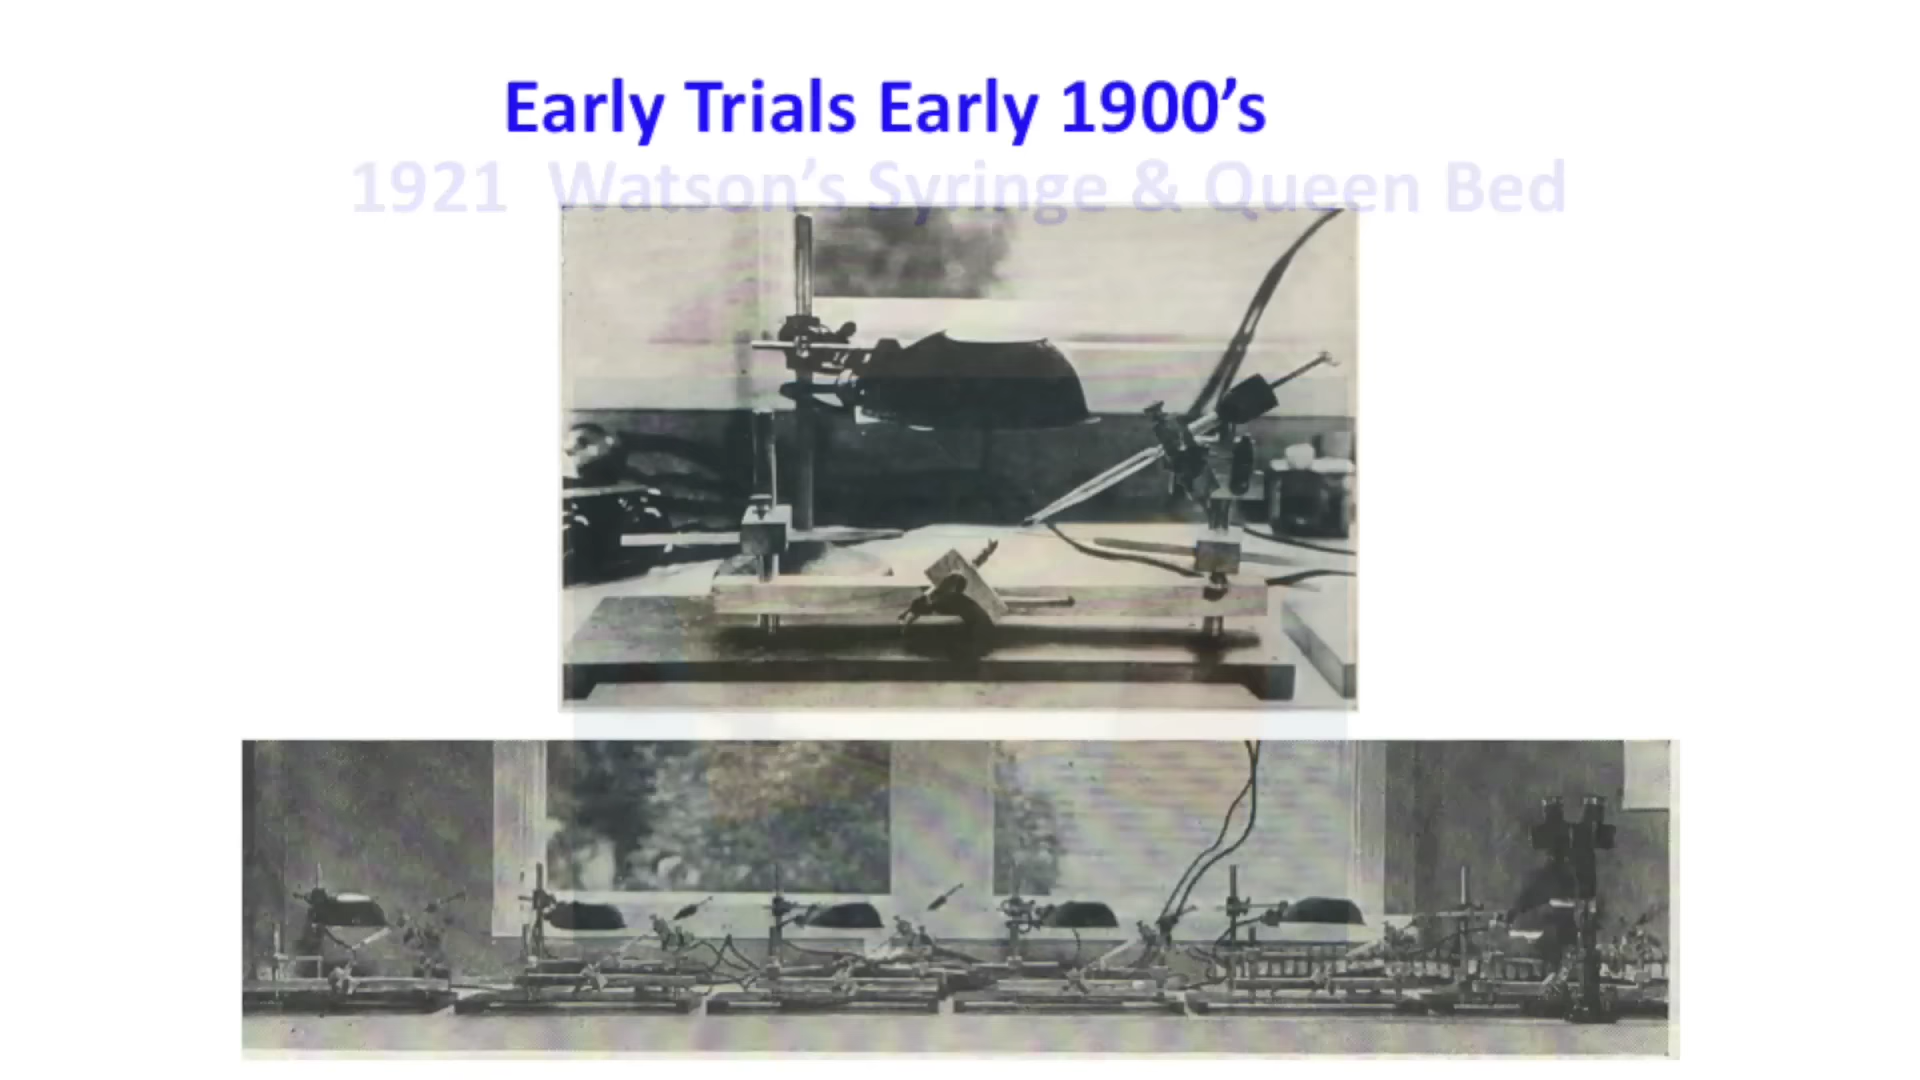 Early Trials Early 1900’s
1921 Watson’s Syringe & Queen Bed